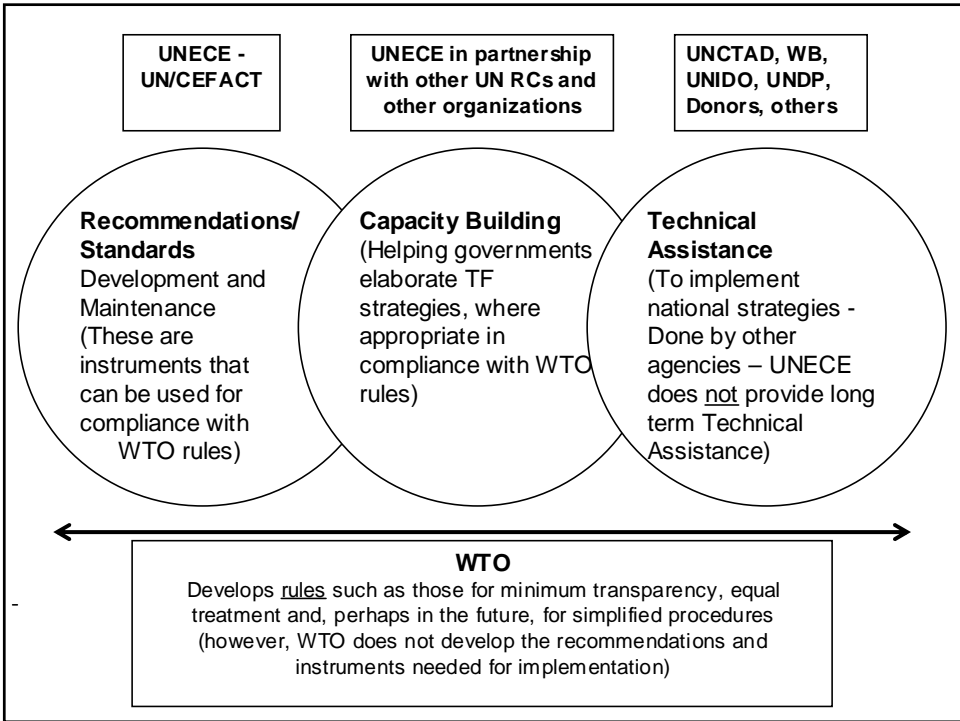 UNECE -
UN/CEFACT
UNECE in partnership
with other UN RCs and
other organizations
UNCTAD, WB,
UNIDO, UNDP,
Donors, others
Recommendations/
Standards
Development and
Maintenance
(These are
instruments that
can be used for
compliance with
WTO rules)
Capacity Building
(Helping governments
elaborate TF
strategies, where
appropriate in
compliance with WTO
rules)
Technical
Assistance
(To implement
national strategies -
Done by other
agencies – UNECE
does not provide long
term Technical
Assistance)
WTO
Develops rules such as those for minimum transparency, equal
treatment and, perhaps in the future, for simplified procedures
(however, WTO does not develop the recommendations and
instruments needed for implementation)
-